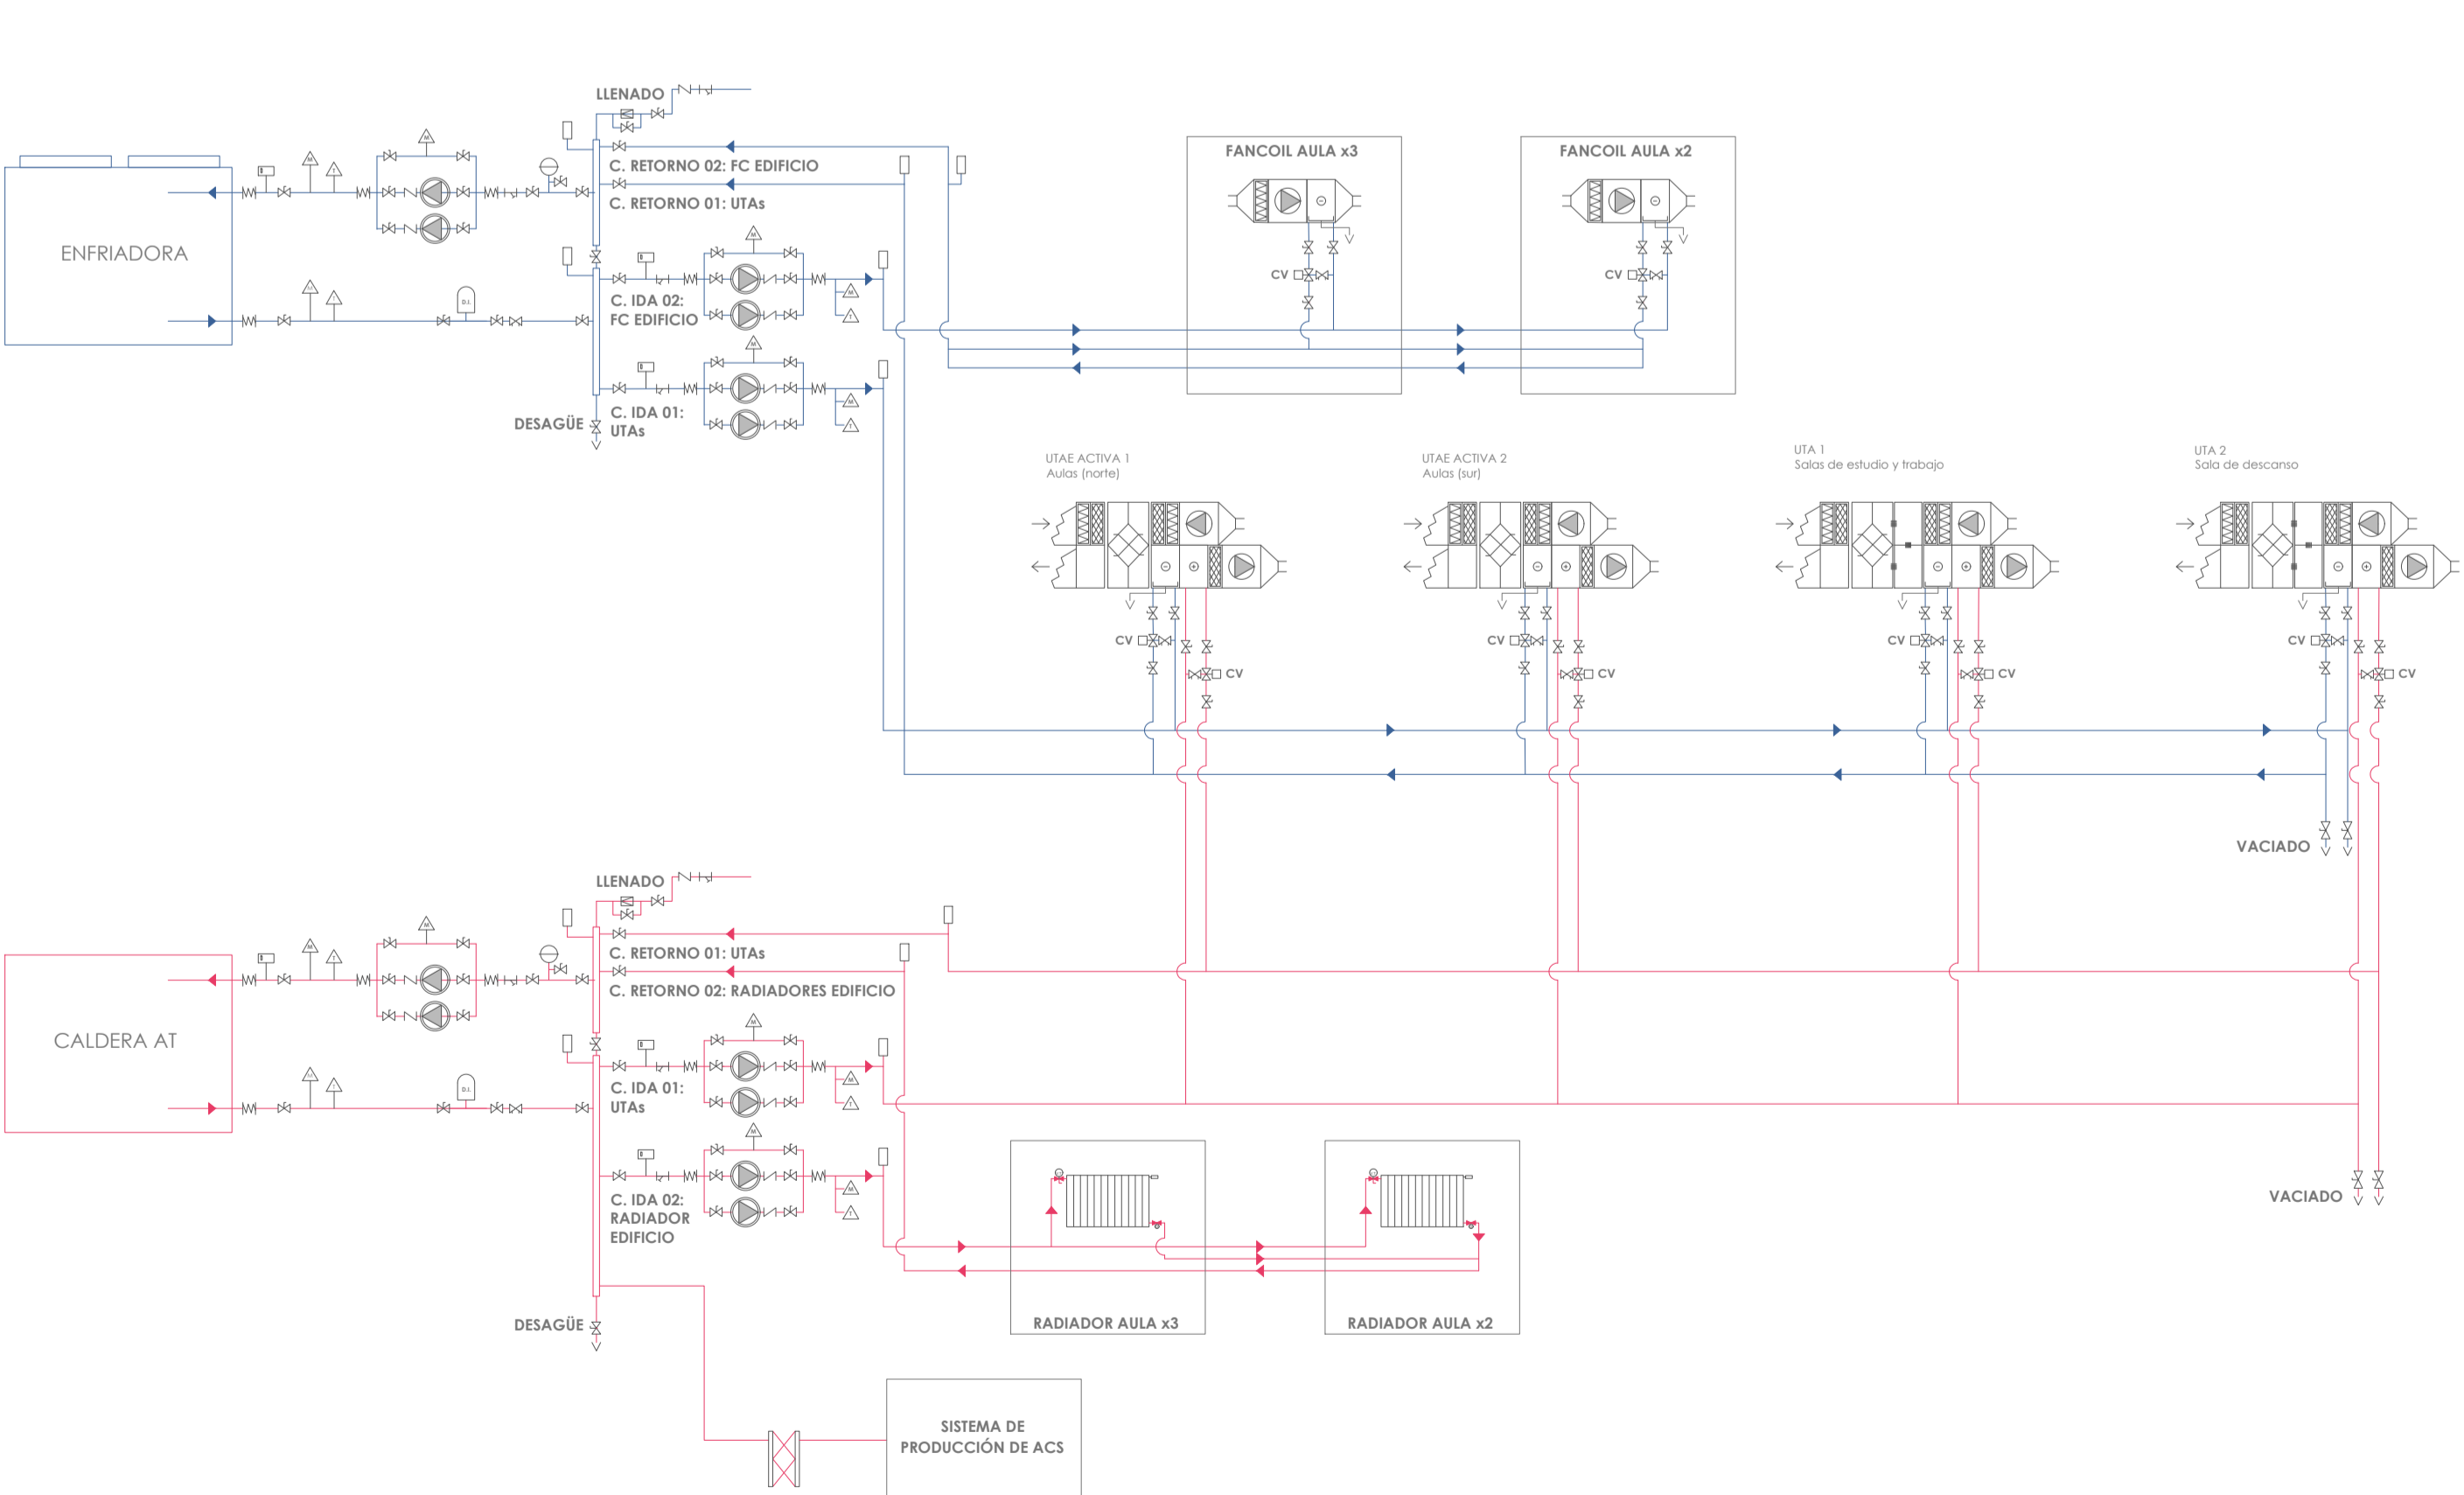 LLENADO
C. RETORNO 02: FC EDIFICIO
C. RETORNO 01: UTAs
ENFRIADORA
C. IDA 02:
FC EDIFICIO
C. IDA 01:
UTAs
DESAGÜE
FANCOIL AULA x3
CV
FANCOIL AULA x2
CV
UTAE ACTIVA 1
Aulas (norte)
CV
CV
UTAE ACTIVA 2
Aulas (sur)
CV
CV
UTA 1
Salas de estudio y trabajo
CV
CV
UTA 2
Sala de descanso
CV
CV
VACIADO
LLENADO
C. RETORNO 01: UTAs
C. RETORNO 02: RADIADORES EDIFICIO
CALDERA AT
C. IDA 01:
UTAs
C. IDA 02:
RADIADOR
EDIFICIO
DESAGÜE
RADIADOR AULA x3
RADIADOR AULA x2
VACIADO
SISTEMA DE
PRODUCCIÓN DE ACS